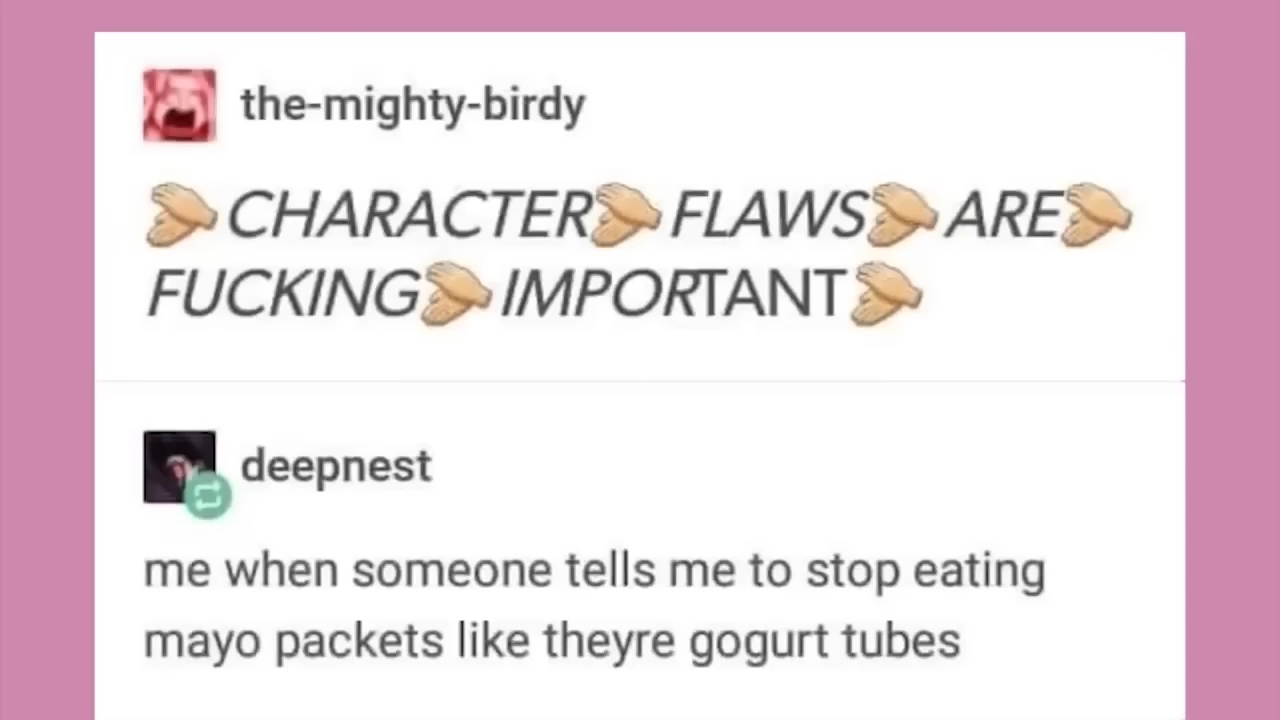 the-mighty-birdy
👏🏼CHARACTER👏🏼FLAWS👏🏼ARE👏🏼
FUCKING👏🏼IMPORTANT👏🏼
deepnest
me when someone tells me to stop eating
mayo packets like theyre gogurt tubes